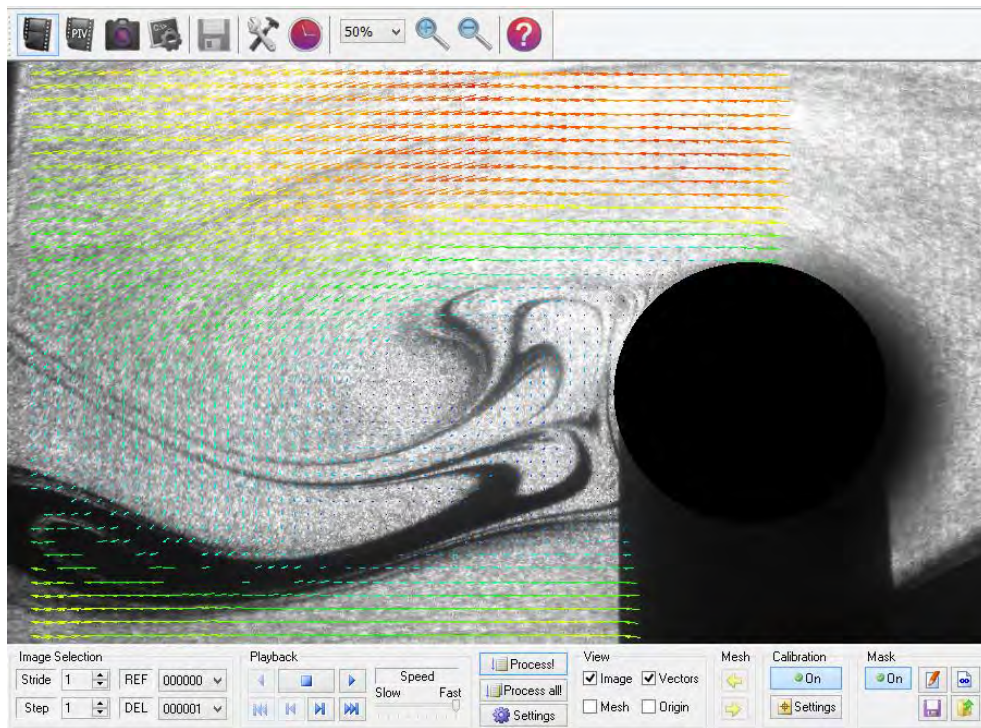 PIV
50%
Image Selection
Stride 1 REF 000000
Step 1 DEL 000001
Playback
Speed
Slow Fast
Process!
Process all!
Settings
View
Image Vectors
Mesh Origin
Mesh
Calibration
On
Settings
Mask
On